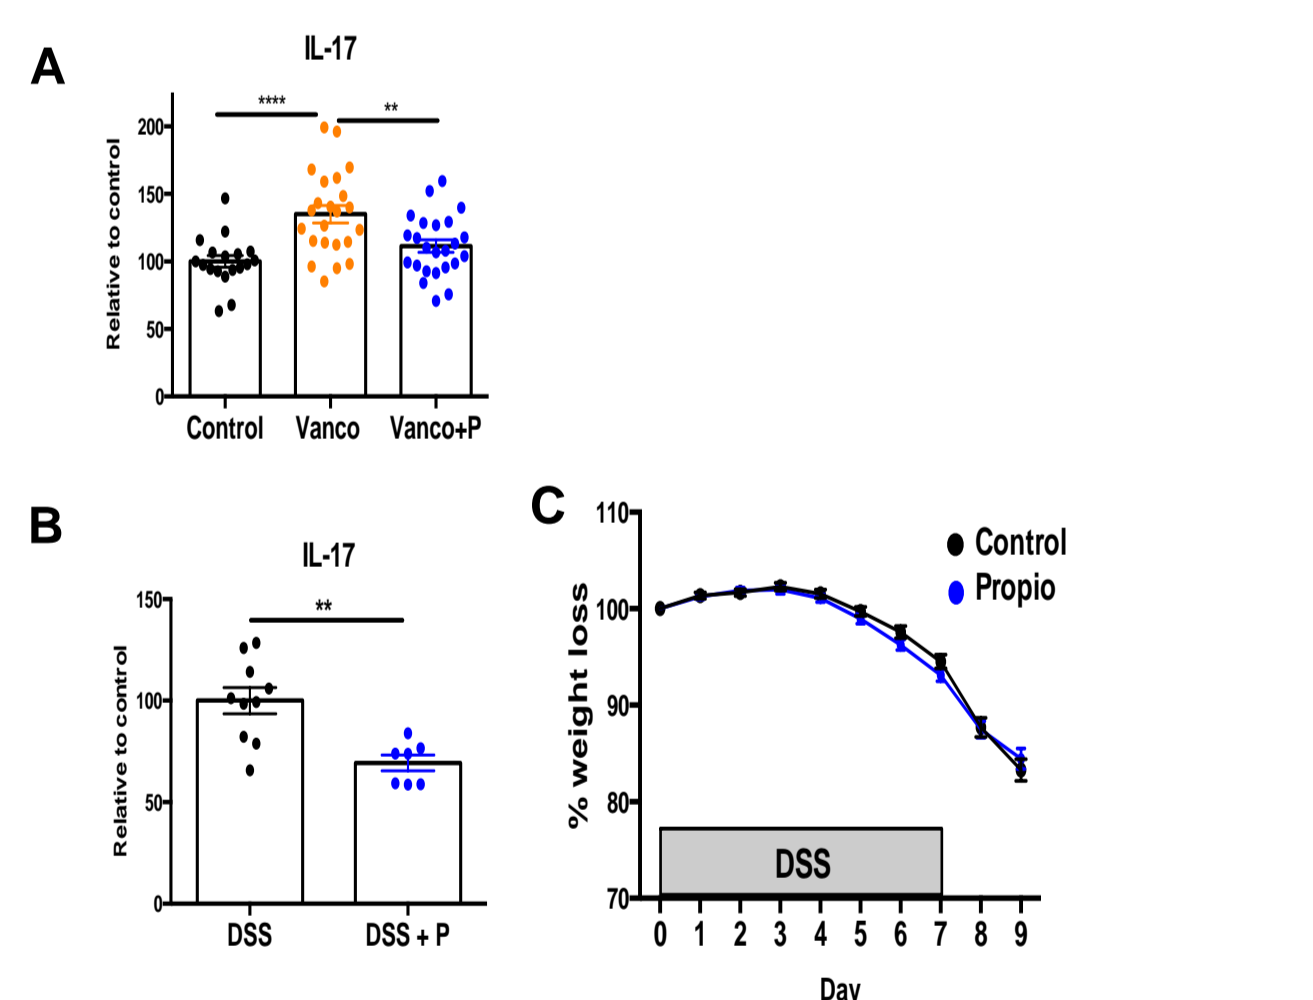 A
IL-17
****
**
Relative to control
200
150
100
50
0
Control
Vanco
Vanco+P
B
IL-17
**
Relative to control
150
100
50
0
DSS
DSS + P
C
Control
Propio
% weight loss
110
100
90
80
70
DSS
0 1 2 3 4 5 6 7 8 9
Day